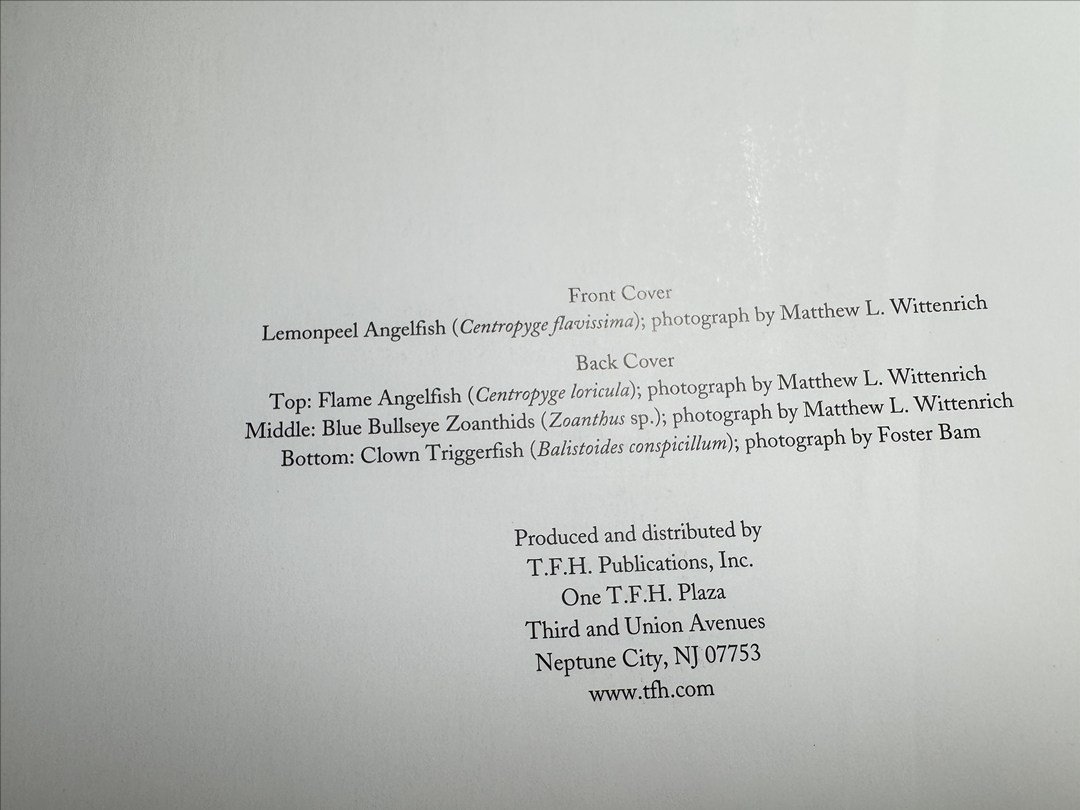 Front Cover
Lemonpeel Angelfish (Centropyge flavissima); photograph by Matthew L. Wittenrich
Back Cover
Top: Flame Angelfish (Centropyge loricula); photograph by Matthew L. Wittenrich
Middle: Blue Bullseye Zoanthids (Zoanthus sp.); photograph by Matthew L. Wittenrich
Bottom: Clown Triggerfish (Balistoides conspicillum); photograph by Foster Bam
Produced and distributed by
T.F.H. Publications, Inc.
One T.F.H. Plaza
Third and Union Avenues
Neptune City, NJ 07753
www.tfh.com